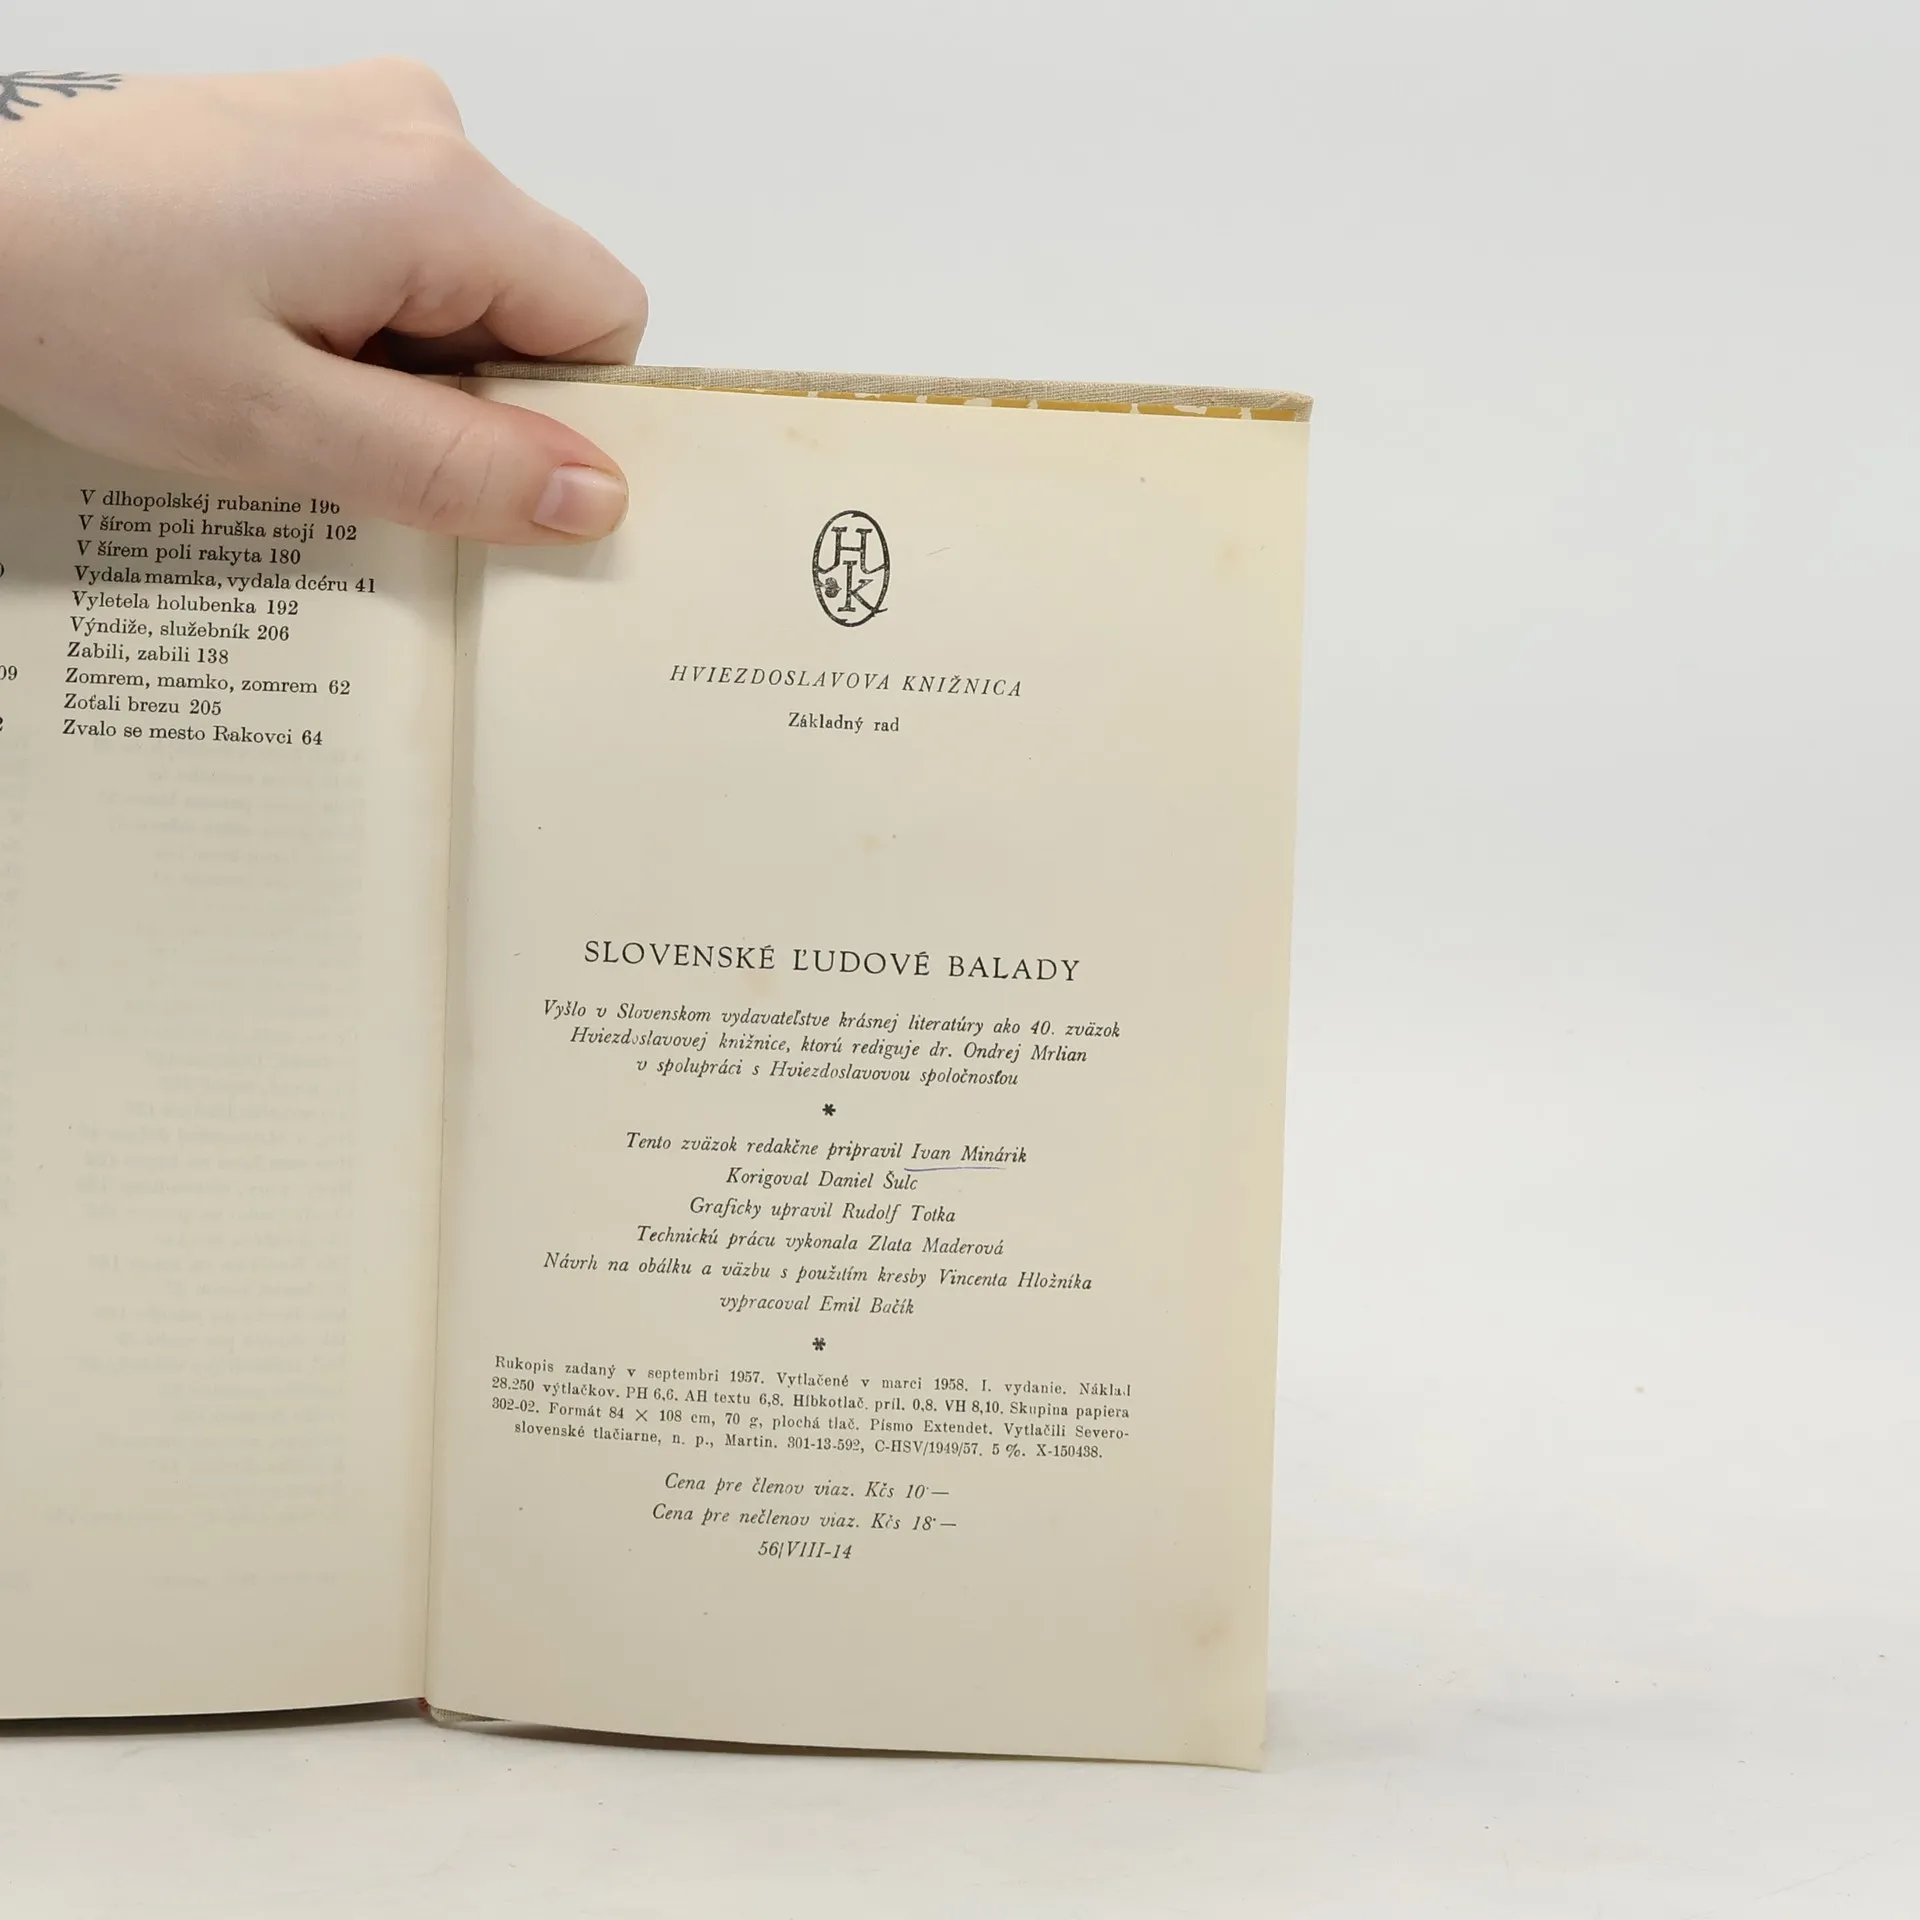 V dlhopolskéj rubanine 196
V šírom poli hruška stojí 102
V šírem poli rakyta 180
Vydala mamka, vydala dcéru 41
Vyletela holubenka 192
Výndiže, služebník 206
Zabili, zabili 138
09
Zomrem, mamko, zomrem 62
Zoťali brezu 205
Zvalo se mesto Rakovci 64
HK
HVIEZDOSLAVOVA KNIŽNICA
Základný rad
SLOVENSKÉ ĽUDOVÉ BALADY
Vyšlo v Slovenskom vydavateľstve krásnej literatúry ako 40. zväzok
Hviezdoslavovej knižnice, ktorú rediguje dr. Ondrej Mrlian
v spolupráci s Hviezdoslavovou spoločnosťou
*
Tento zväzok redakčne pripravil Ivan Minárik
Korigoval Daniel Šulc
Graficky upravil Rudolf Totka
Technickú prácu vykonala Zlata Maderová
Návrh na obálku a väzbu s použitím kresby Vincenta Hložníka
vypracoval Emil Bačík
*
Rukopis zadaný v septembri 1957. Vytlačené v marci 1958. I. vydanie. Náklad
28.250 výtlačkov. PH 6,6. AH textu 6,8. Hĺbkotlač. príl. 0,8. VH 8,10. Skupina papiera
302-02. Formát 84 × 108 cm, 70 g, plochá tlač. Písmo Extendet. Vytlačili Severo-
slovenské tlačiarne, n. p., Martin. 301-13-592, C-HSV/1949/57. 5 %. X-150438.
Cena pre členov viaz. Kčs 10·—
Cena pre nečlenov viaz. Kčs 18·—
56/VIII-14